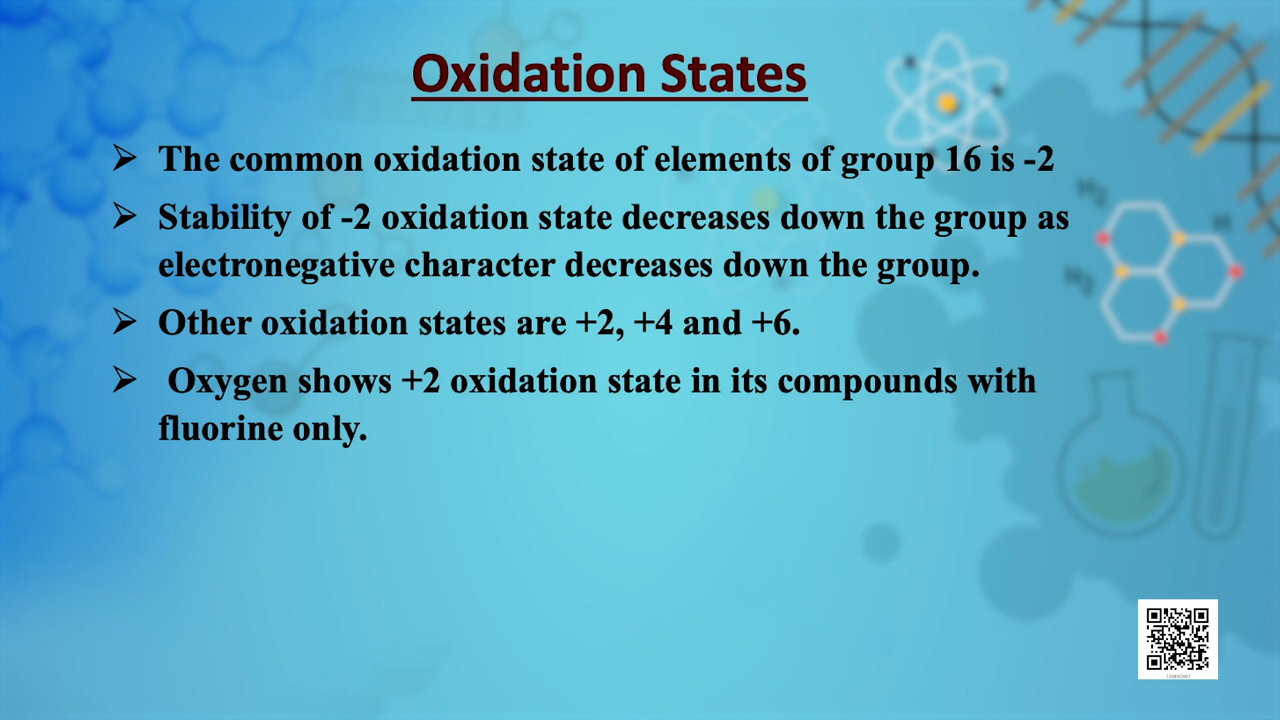 Oxidation States
➢ The common oxidation state of elements of group 16 is -2
➢ Stability of -2 oxidation state decreases down the group as
electronegative character decreases down the group.
➢ Other oxidation states are +2, +4 and +6.
➢ Oxygen shows +2 oxidation state in its compounds with
fluorine only.
H